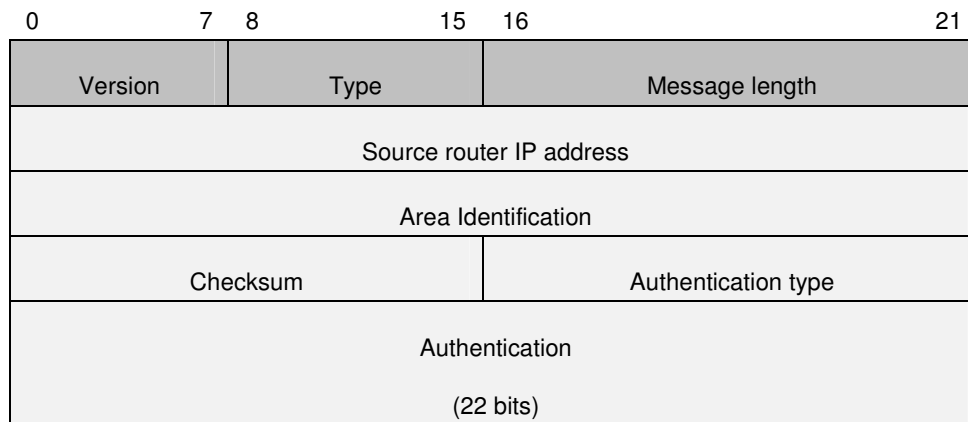 0 7 8 15 16 21
Version Type Message length
Source router IP address
Area Identification
Checksum Authentication type
Authentication
(22 bits)